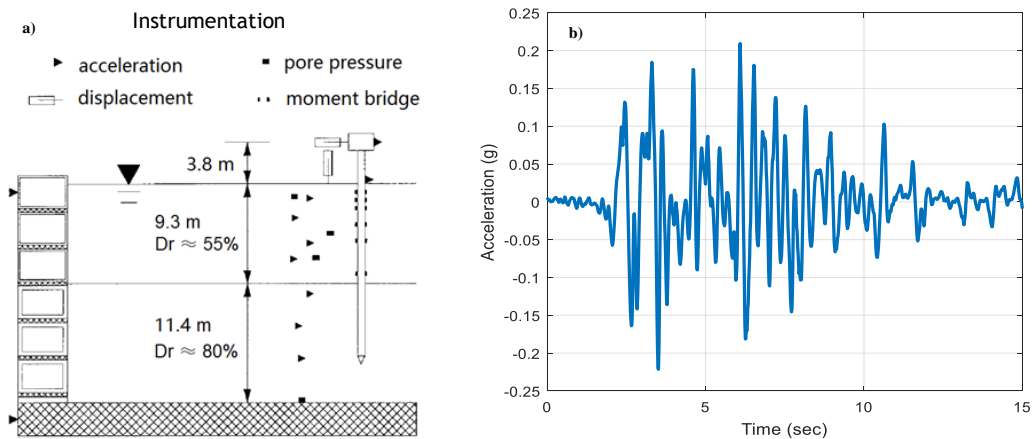 Instrumentation
a)
acceleration
pore pressure
displacement
moment bridge
3.8 m
9.3 m
Dr ≈ 55%
11.4 m
Dr ≈ 80%
b)
0.25
0.2
0.15
0.1
0.05
0
-0.05
-0.1
-0.15
-0.2
-0.25
Acceleration (g)
0
5
10
15
Time (sec)